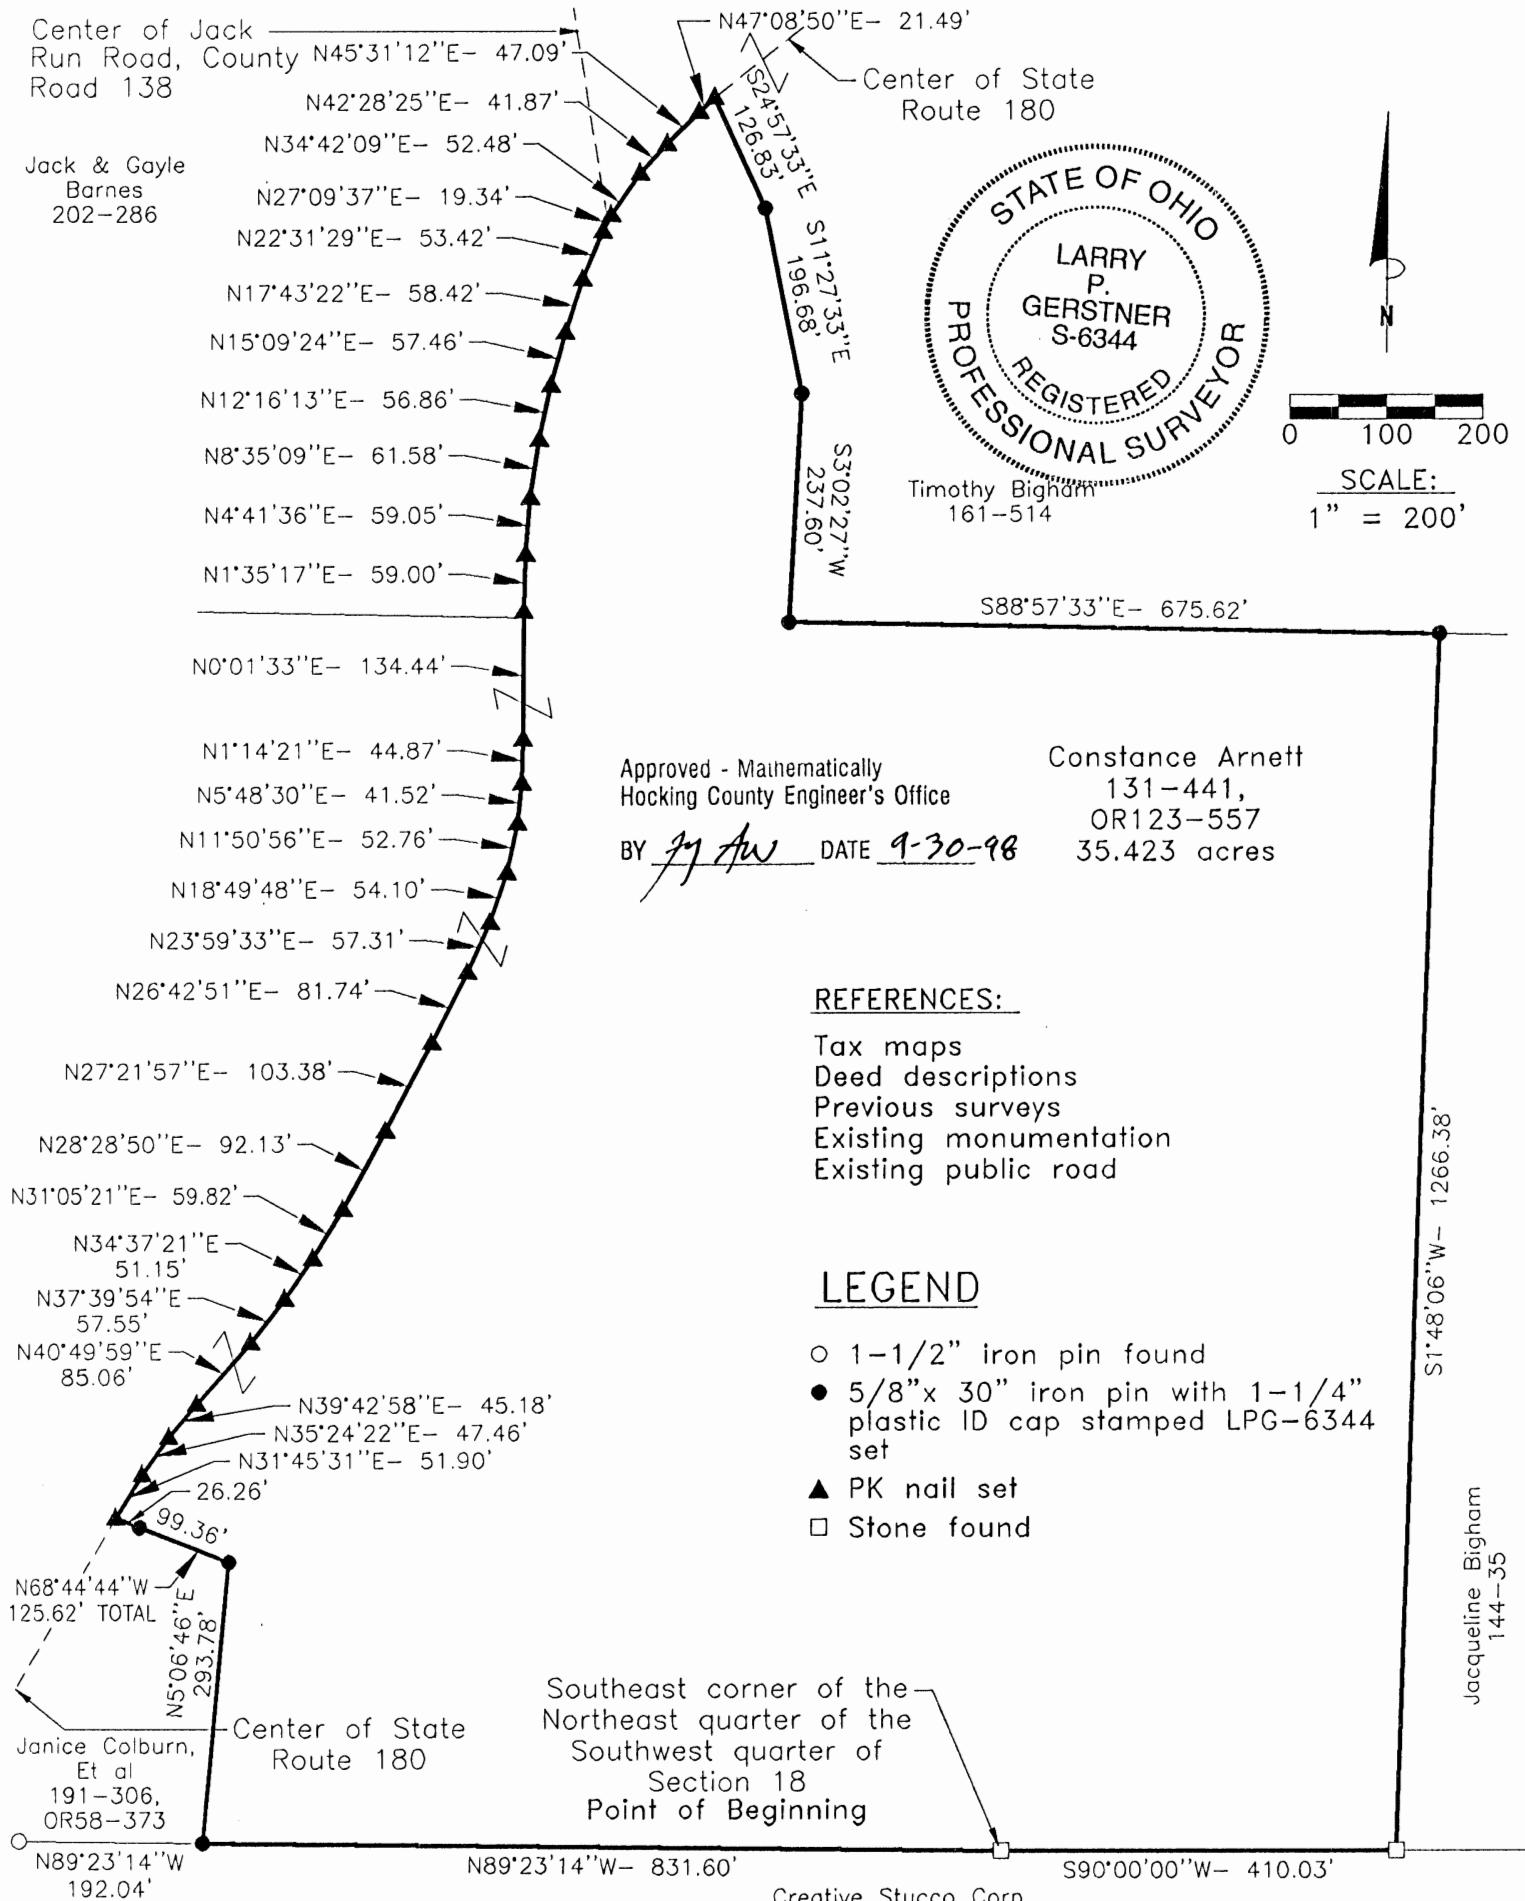 Center of Jack
Run Road, County
Road 138
N47°08'50''E- 21.49'
N45°31'12''E- 47.09'
Center of State
Route 180
N42°28'25''E- 41.87'
N34°42'09''E- 52.48'
Jack & Gayle
Barnes
202-286
N27°09'37''E- 19.34'
N22°31'29''E- 53.42'
N17°43'22''E- 58.42'
N15°09'24''E- 57.46'
N12°16'13''E- 56.86'
N8°35'09''E- 61.58'
N4°41'36''E- 59.05'
N1°35'17''E- 59.00'
S24°57'33''E
126.83'
S11°27'33''E
196.68'
S3°02'27''W
237.60'
STATE OF OHIO
LARRY
P.
GERSTNER
S-6344
REGISTERED
PROFESSIONAL SURVEYOR
N
0 100 200
SCALE:
1" = 200'
Timothy Bigham
161-514
S88°57'33''E- 675.62'
N0°01'33''E- 134.44'
N1°14'21''E- 44.87'
N5°48'30''E- 41.52'
N11°50'56''E- 52.76'
N18°49'48''E- 54.10'
N23°59'33''E- 57.31'
N26°42'51''E- 81.74'
N27°21'57''E- 103.38'
N28°28'50''E- 92.13'
N31°05'21''E- 59.82'
N34°37'21''E
51.15'
N37°39'54''E
57.55'
N40°49'59''E
85.06'
N39°42'58''E- 45.18'
N35°24'22''E- 47.46'
N31°45'31''E- 51.90'
26.26'
99.36'
Approved - Mathematically
Hocking County Engineer's Office
BY DATE 9-30-98
Constance Arnett
131-441,
OR123-557
35.423 acres
REFERENCES:
Tax maps
Deed descriptions
Previous surveys
Existing monumentation
Existing public road
LEGEND
1-1/2" iron pin found
5/8"x 30" iron pin with 1-1/4"
plastic ID cap stamped LPG-6344
set
PK nail set
Stone found
S1°48'06''W- 1266.38'
Jacqueline Bigham
144-35
N68°44'44''W
125.62' TOTAL
N5°06'46''E
293.78'
Center of State
Route 180
Janice Colburn,
Et al
191-306,
OR58-373
Southeast corner of the
Northeast quarter of the
Southwest quarter of
Section 18
Point of Beginning
N89°23'14''W
192.04'
N89°23'14''W- 831.60'
S90°00'00''W- 410.03'
Creative Stucco Corp